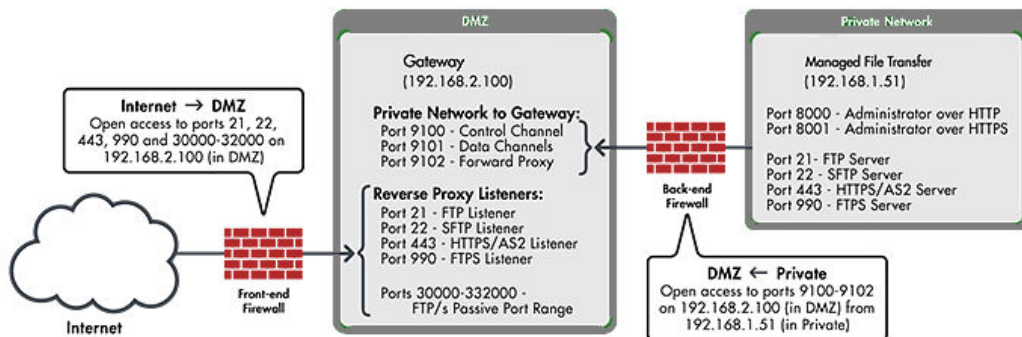 DMZ
Gateway
(192.168.2.100)
Private Network to Gateway:
Port 9100 - Control Channel
Port 9101 - Data Channels
Port 9102 - Forward Proxy
Reverse Proxy Listeners:
Port 21 - FTP Listener
Port 22 - SFTP Listener
Port 443 - HTTPS/AS2 Listener
Port 990 - FTPS Listener
Ports 30000-332000 -
FTP/s Passive Port Range
Internet → DMZ
Open access to ports 21, 22,
443, 990 and 30000-32000 on
192.168.2.100 (in DMZ)
Internet
Front-end
Firewall
Back-end
Firewall
DMZ ← Private
Open access to ports 9100-9102
on 192.168.2.100 (in DMZ) from
192.168.1.51 (in Private)
Private Network
Managed File Transfer
(192.168.1.51)
Port 8000 - Administrator over HTTP
Port 8001 - Administrator over HTTPS
Port 21- FTP Server
Port 22 - SFTP Server
Port 443 - HTTPS/AS2 Server
Port 990 - FTPS Server